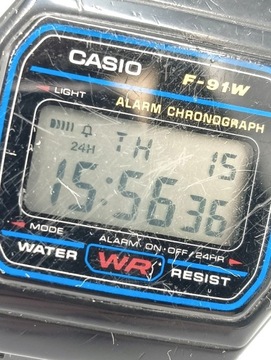 CASIO
F-91W
LIGHT
ALARM CHRONOGRAPH
24H
TH 15
15:56 36
MODE
ALARM ON·OFF/24HR
WATER WR RESIST